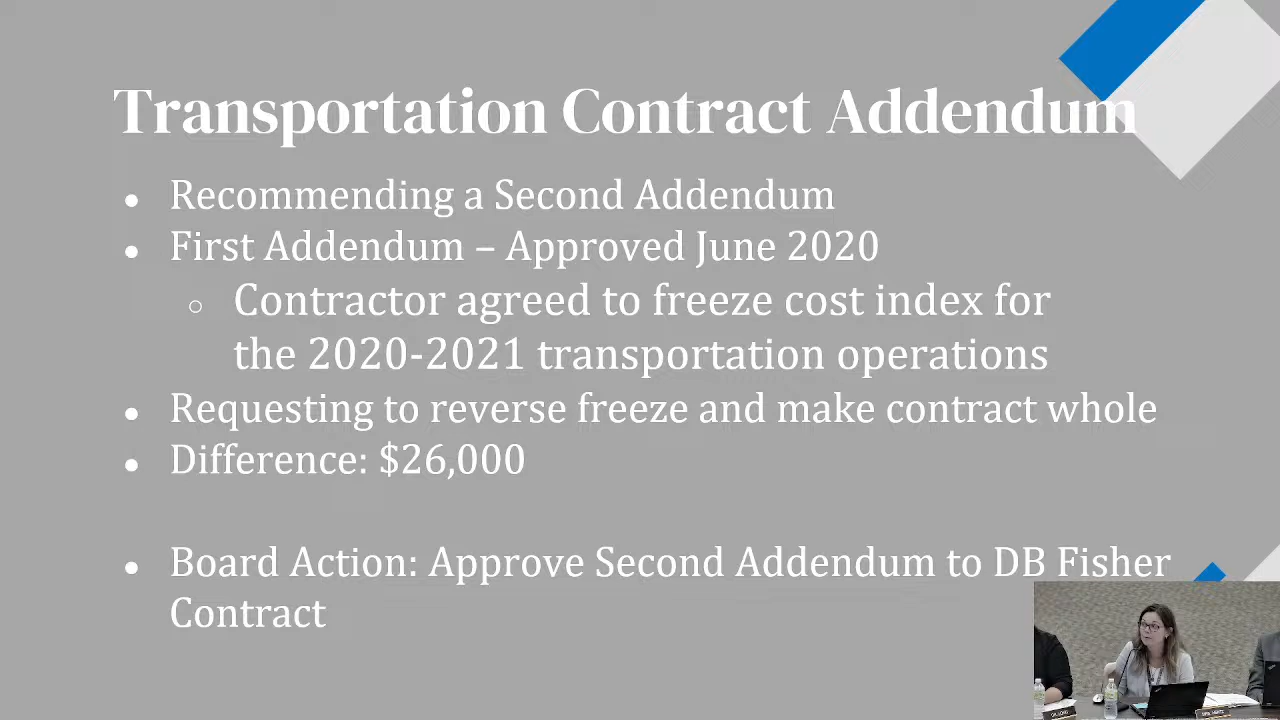 Transportation Contract Addendum
● Recommending a Second Addendum
● First Addendum – Approved June 2020
○ Contractor agreed to freeze cost index for
the 2020-2021 transportation operations
● Requesting to reverse freeze and make contract whole
● Difference: $26,000
● Board Action: Approve Second Addendum to DB Fisher
Contract